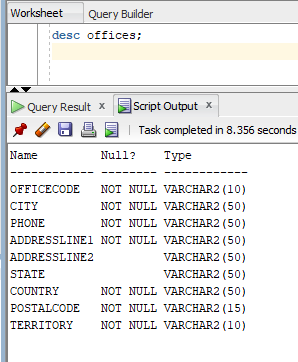 Worksheet Query Builder
desc offices;
Query Result x Script Output x
Task completed in 8.356 seconds
Name Null? Type
------------ -------- ------------
OFFICECODE NOT NULL VARCHAR2(10)
CITY NOT NULL VARCHAR2(50)
PHONE NOT NULL VARCHAR2(50)
ADDRESSLINE1 NOT NULL VARCHAR2(50)
ADDRESSLINE2 VARCHAR2(50)
STATE VARCHAR2(50)
COUNTRY NOT NULL VARCHAR2(50)
POSTALCODE NOT NULL VARCHAR2(15)
TERRITORY NOT NULL VARCHAR2(10)